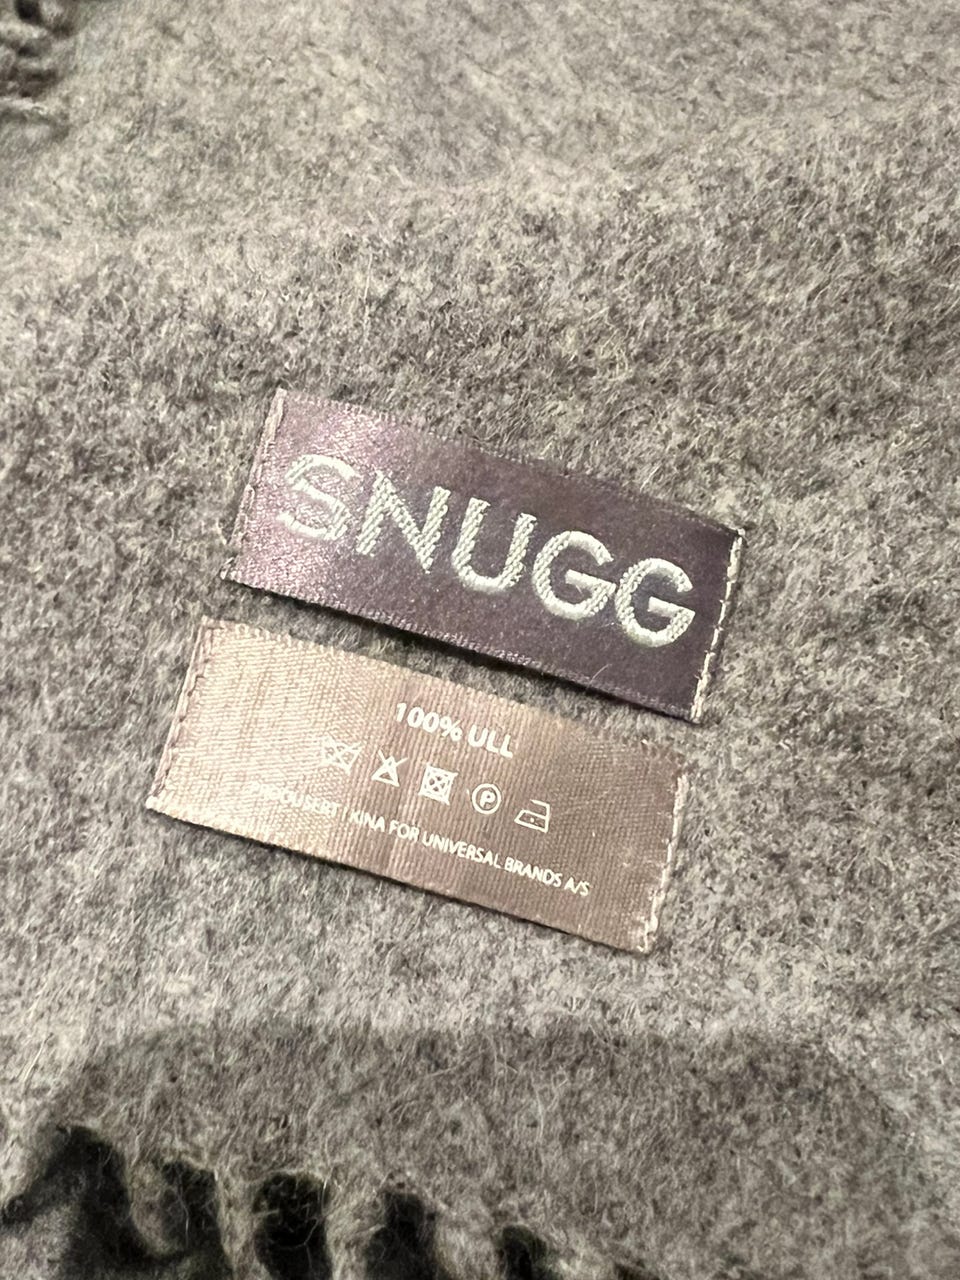 SNUGG
100% ULL
PRODUSERT I KINA FOR UNIVERSAL BRANDS A/S